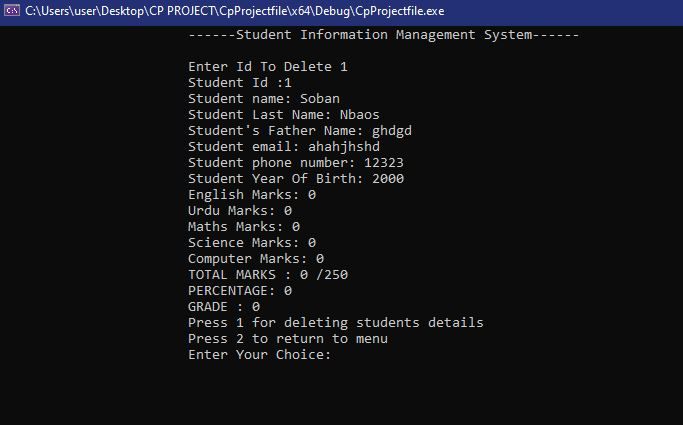 C:\Users\user\Desktop\CP PROJECT\CpProjectfile\x64\Debug\CpProjectfile.exe
------Student Information Management System------
Enter Id To Delete 1
Student Id :1
Student name: Soban
Student Last Name: Nbaos
Student's Father Name: ghdgd
Student email: ahahjhshd
Student phone number: 12323
Student Year Of Birth: 2000
English Marks: 0
Urdu Marks: 0
Maths Marks: 0
Science Marks: 0
Computer Marks: 0
TOTAL MARKS : 0 /250
PERCENTAGE: 0
GRADE : 0
Press 1 for deleting students details
Press 2 to return to menu
Enter Your Choice: